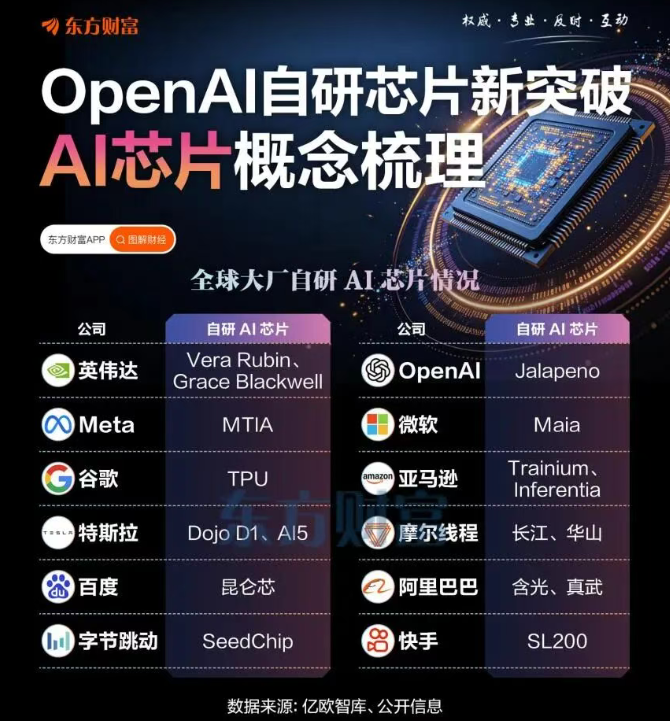 东方财富
权威·专业·及时·互动
OpenAI自研芯片新突破
AI芯片概念梳理
东方财富APP 图解财经
全球大厂自研 AI 芯片情况
公司 自研 AI 芯片 公司 自研 AI 芯片
英伟达 Vera Rubin、
Grace Blackwell
OpenAI Jalapeno
Meta MTIA 微软 Maia
谷歌 TPU amazon 亚马逊 Trainium、
Inferentia
TESLA 特斯拉 Dojo D1、AI5 摩尔线程 长江、华山
du 百度 昆仑芯 阿里巴巴 含光、真武
字节跳动 SeedChip 快手 SL200
东方财富
数据来源: 亿欧智库、公开信息